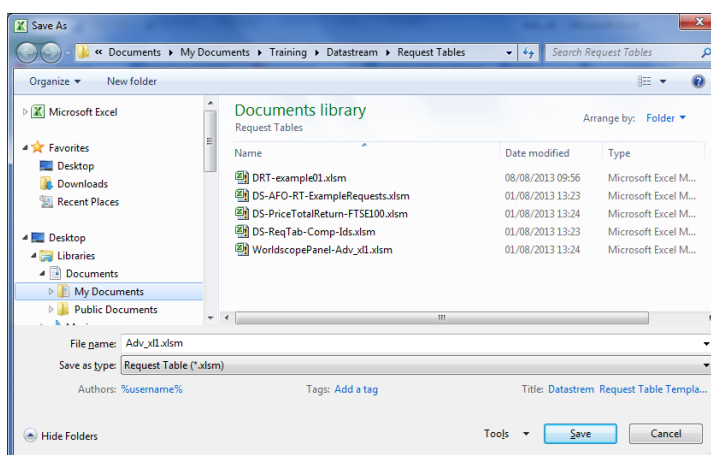 Save As
« Documents ▸ My Documents ▸ Training ▸ Datastream ▸ Request Tables Search Request Tables
Organize New folder
Microsoft Excel
Favorites
Desktop
Downloads
Recent Places
Desktop
Libraries
Documents
My Documents
Public Documents
Documents library
Request Tables
Arrange by: Folder
Name Date modified Type
DRT-example01.xlsm 08/08/2013 09:56 Microsoft Excel M...
DS-AFO-RT-ExampleRequests.xlsm 01/08/2013 13:23 Microsoft Excel M...
DS-PriceTotalReturn-FTSE100.xlsm 01/08/2013 13:24 Microsoft Excel M...
DS-ReqTab-Comp-Ids.xlsm 01/08/2013 13:23 Microsoft Excel M...
WorldscopePanel-Adv_xl1.xlsm 01/08/2013 13:24 Microsoft Excel M...
File name: Adv_xl1.xlsm
Save as type: Request Table (*.xlsm)
Authors: %username% Tags: Add a tag Title: Datastrem Request Table Templa...
Hide Folders Tools Save Cancel